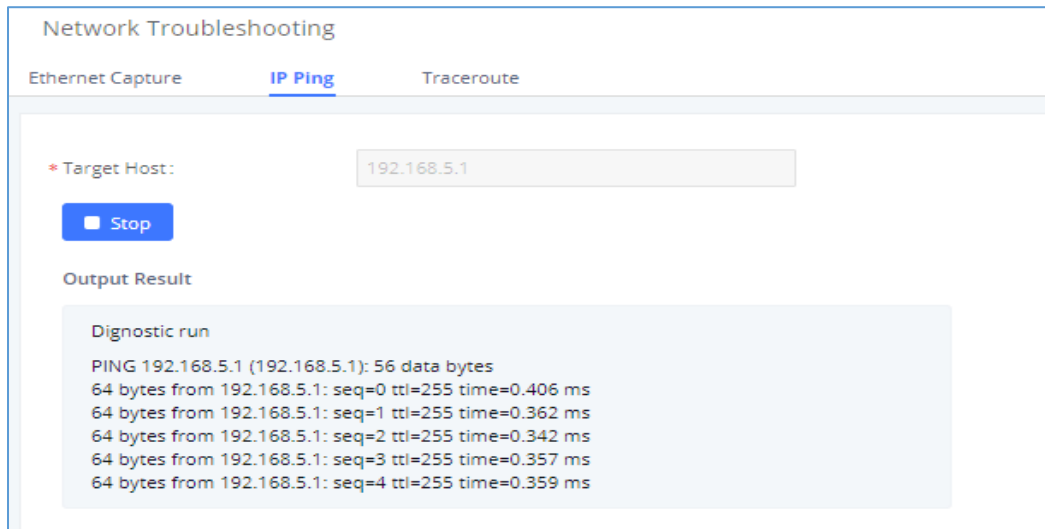 Network Troubleshooting
Ethernet Capture IP Ping Traceroute
* Target Host: 192.168.5.1
Stop
Output Result
Dignostic run
PING 192.168.5.1 (192.168.5.1): 56 data bytes
64 bytes from 192.168.5.1: seq=0 ttl=255 time=0.406 ms
64 bytes from 192.168.5.1: seq=1 ttl=255 time=0.362 ms
64 bytes from 192.168.5.1: seq=2 ttl=255 time=0.342 ms
64 bytes from 192.168.5.1: seq=3 ttl=255 time=0.357 ms
64 bytes from 192.168.5.1: seq=4 ttl=255 time=0.359 ms